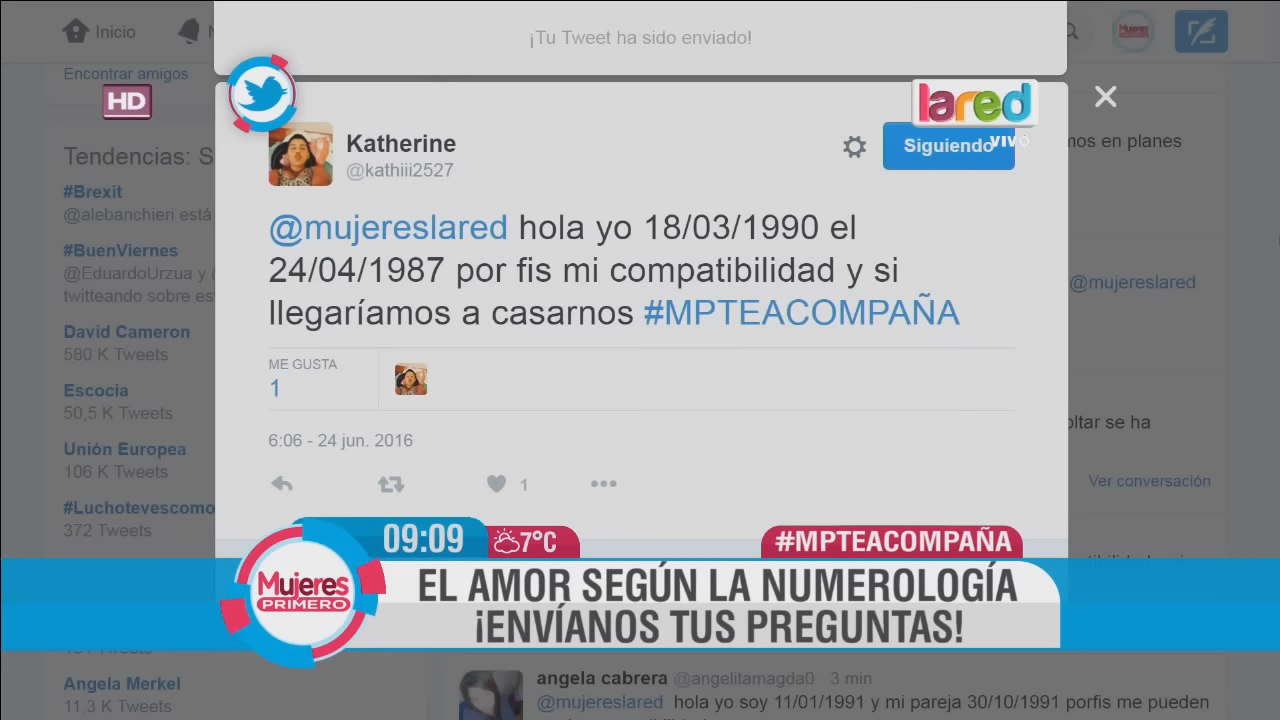 Inicio
¡Tu Tweet ha sido enviado!
Encontrar amigos
HD
lared
VIVO
Siguiendo
Katherine
@kathiii2527
@mujereslared hola yo 18/03/1990 el
24/04/1987 por fis mi compatibilidad y si
llegaríamos a casarnos #MPTEACOMPAÑA
ME GUSTA
1
6:06 - 24 jun. 2016
1
Tendencias: S
#Brexit
@alebanchieri está
#BuenViernes
@EduardoUrzua y
twitteando sobre es
David Cameron
580 K Tweets
Escocia
50,5 K Tweets
Unión Europea
106 K Tweets
#Luchotevescomo
372 Tweets
Angela Merkel
11,3 K Tweets
mos en planes
@mujereslared
oltar se ha
Ver conversación
09:09
7°C
#MPTEACOMPAÑA
Mujeres
PRIMERO
EL AMOR SEGÚN LA NUMEROLOGÍA
¡ENVÍANOS TUS PREGUNTAS!
angela cabrera @angelitamagda0 3 min
@mujereslared hola yo soy 11/01/1991 y mi pareja 30/10/1991 porfis me pueden